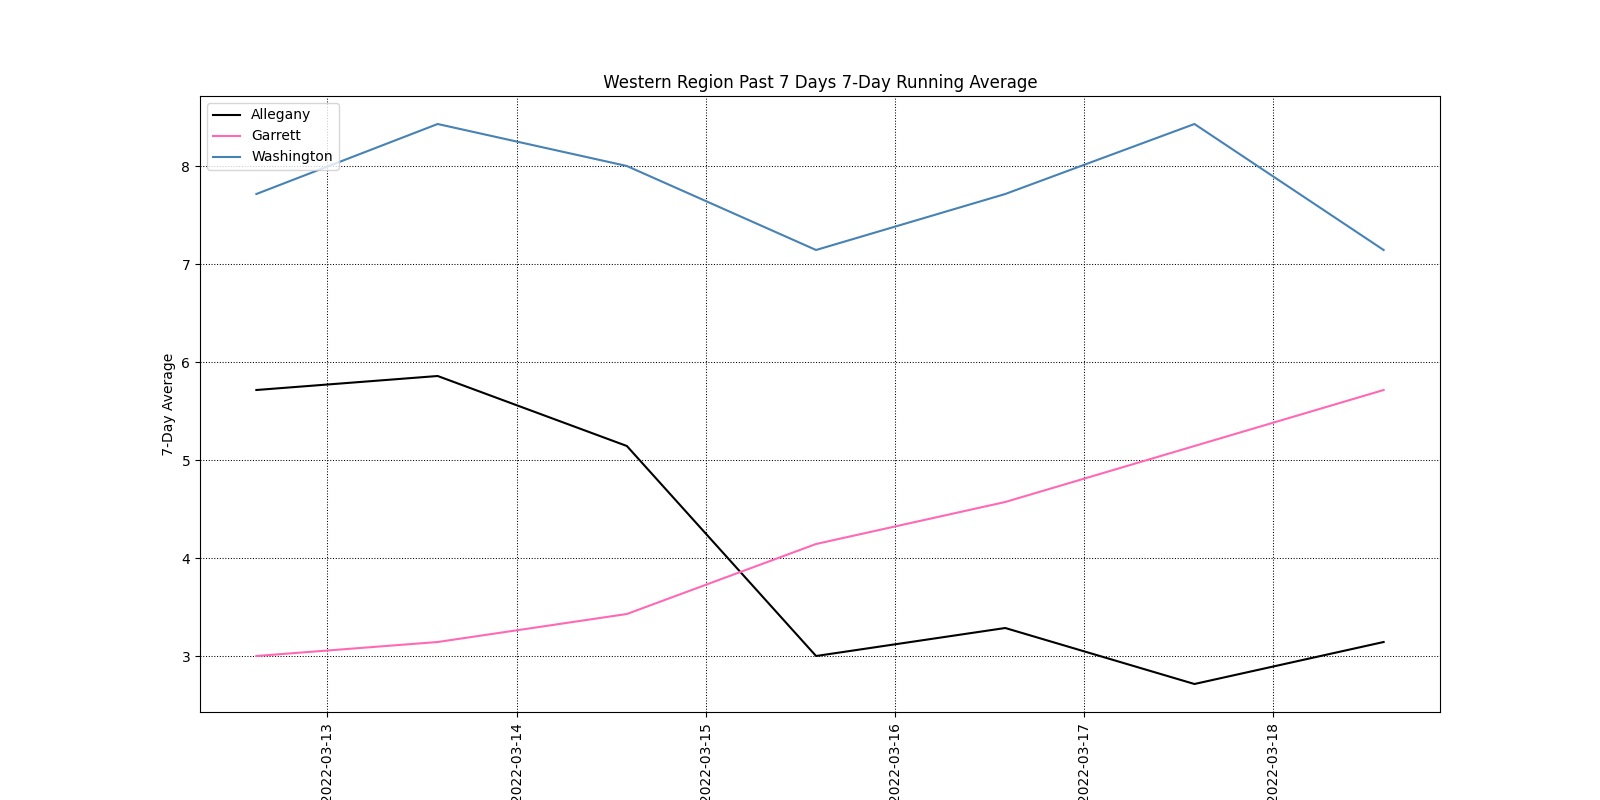 Western Region Past 7 Days 7-Day Running Average
Allegany
Garrett
Washington
8
7
6
5
4
3
7-Day Average
2022-03-13
2022-03-14
2022-03-15
2022-03-16
2022-03-17
2022-03-18